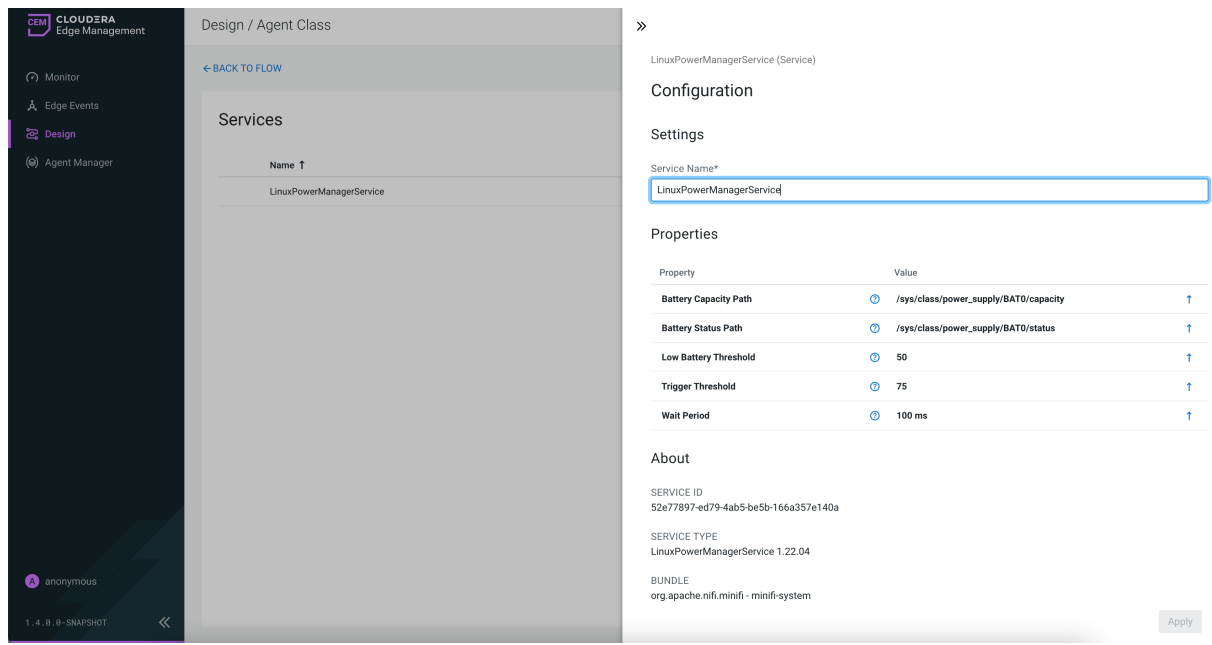 CEM CLOUDERA
Edge Management
Monitor
Edge Events
Design
Agent Manager
A anonymous
1.4.0.0-SNAPSHOT
Design / Agent Class
BACK TO FLOW
Services
Name
LinuxPowerManagerService
LinuxPowerManagerService (Service)
Configuration
Settings
Service Name*
LinuxPowerManagerService
Properties
Property Value
Battery Capacity Path ? /sys/class/power_supply/BAT0/capacity
Battery Status Path ? /sys/class/power_supply/BAT0/status
Low Battery Threshold ? 50
Trigger Threshold ? 75
Wait Period ? 100 ms
About
SERVICE ID
52e77897-ed79-4ab5-be5b-166a357e140a
SERVICE TYPE
LinuxPowerManagerService 1.22.04
BUNDLE
org.apache.nifi.minifi - minifi-system
Apply